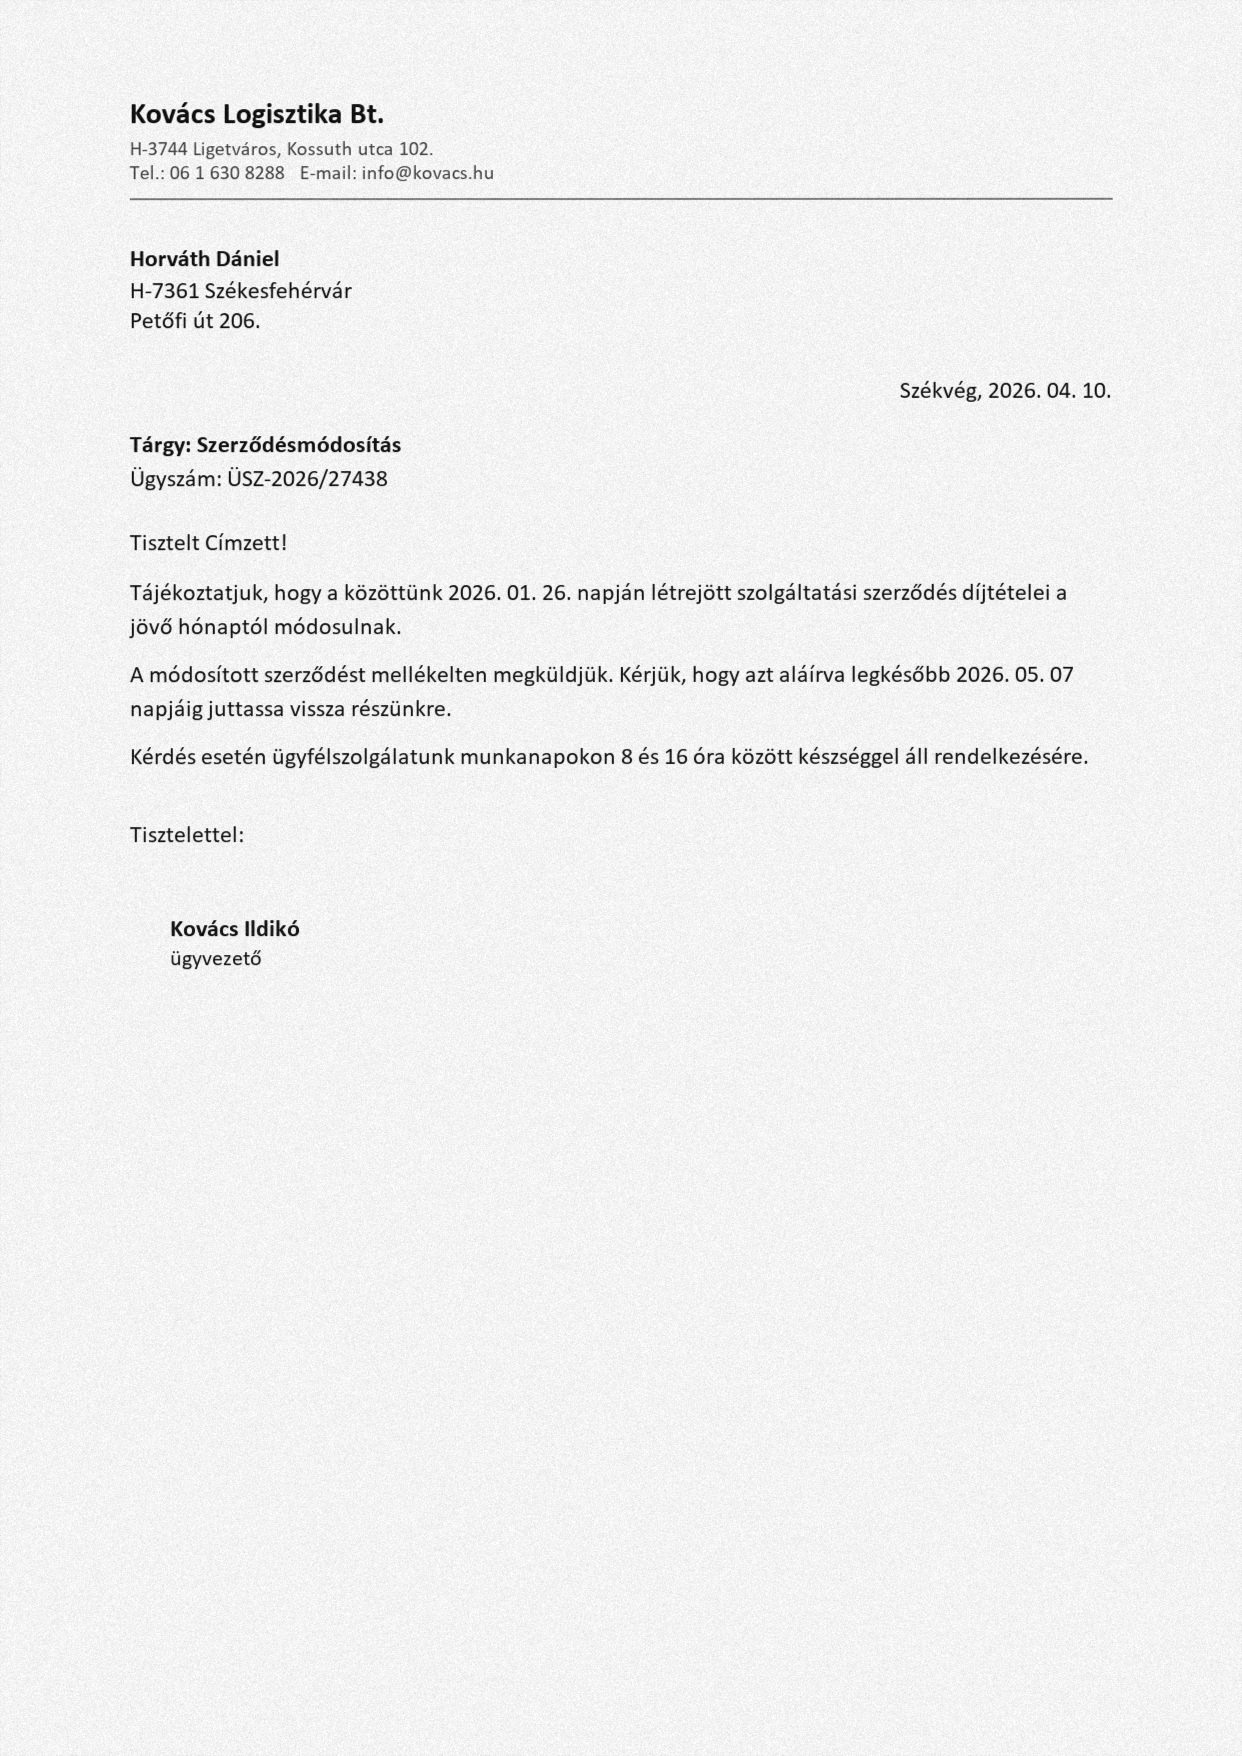 Kovács Logisztika Bt.
H-3744 Ligetváros, Kossuth utca 102.
Tel.: 06 1 630 8288 E-mail: info@kovacs.hu
Horváth Dániel
H-7361 Székesfehérvár
Petőfi út 206.
Székvég, 2026. 04. 10.
Tárgy: Szerződésmódosítás
Ügyszám: ÜSZ-2026/27438
Tisztelt Címzett!
Tájékoztatjuk, hogy a közöttünk 2026. 01. 26. napján létrejött szolgáltatási szerződés díjtételei a
jövő hónaptól módosulnak.
A módosított szerződést mellékelten megküldjük. Kérjük, hogy azt aláírva legkésőbb 2026. 05. 07
napjáig juttassa vissza részünkre.
Kérdés esetén ügyfélszolgálatunk munkanapokon 8 és 16 óra között készséggel áll rendelkezésére.
Tisztelettel:
Kovács Ildikó
ügyvezető